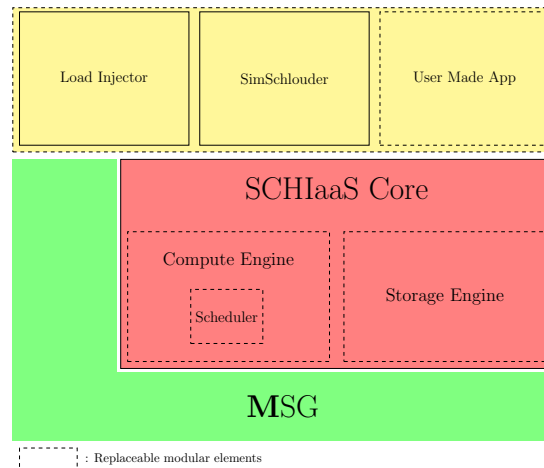 Load Injector
SimSchlouder
User Made App
SCHIaaS Core
Compute Engine
Scheduler
Storage Engine
MSG
: Replaceable modular elements